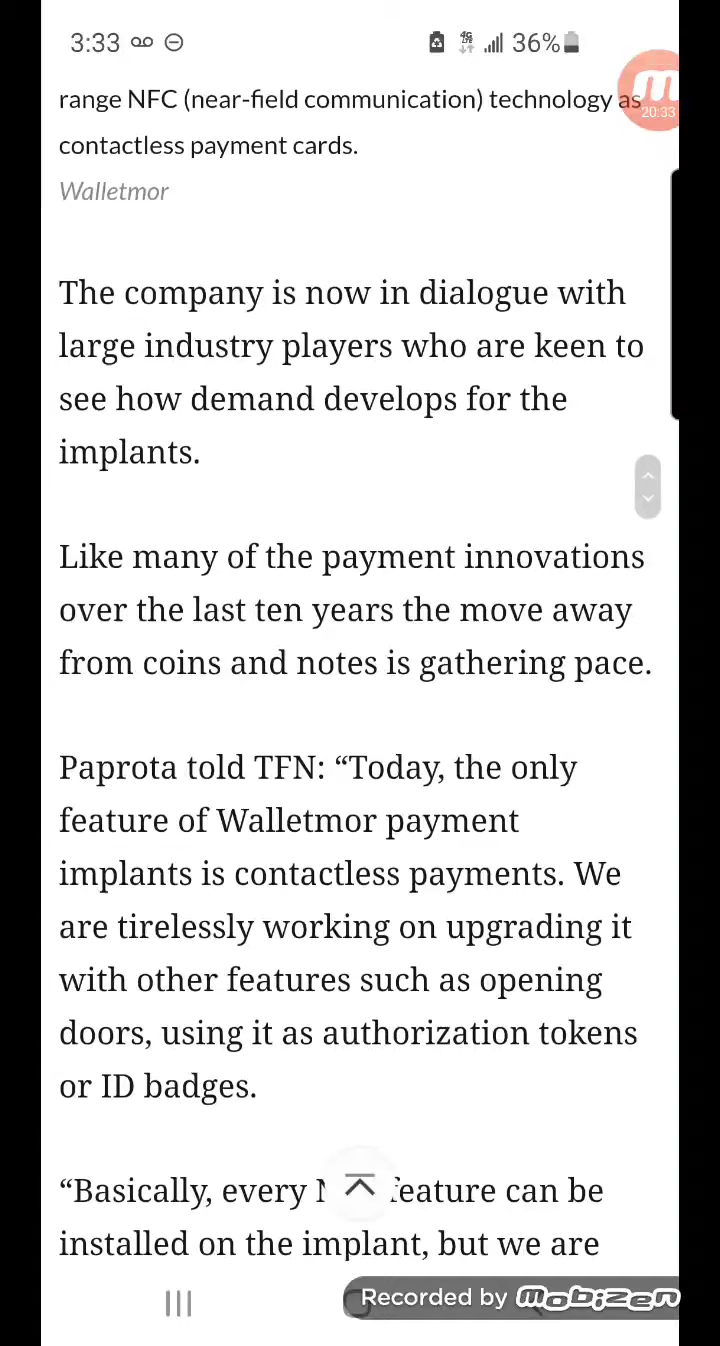 3:33
4G
36%
20:33
range NFC (near-field communication) technology as
contactless payment cards.
Walletmor
The company is now in dialogue with
large industry players who are keen to
see how demand develops for the
implants.
Like many of the payment innovations
over the last ten years the move away
from coins and notes is gathering pace.
Paprota told TFN: “Today, the only
feature of Walletmor payment
implants is contactless payments. We
are tirelessly working on upgrading it
with other features such as opening
doors, using it as authorization tokens
or ID badges.
“Basically, every feature can be
installed on the implant, but we are
Recorded by mobizen